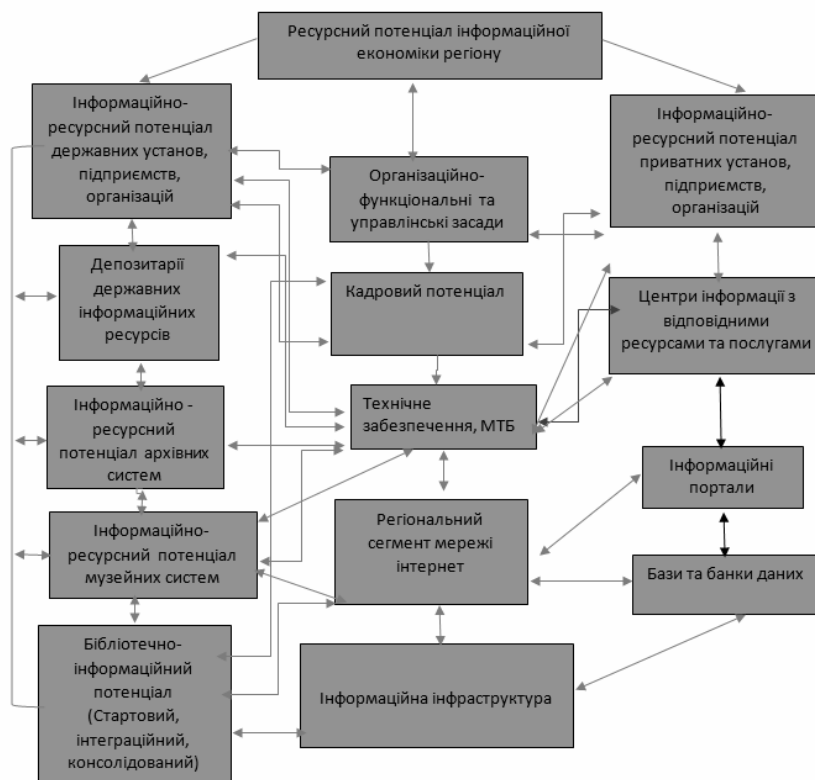 Ресурсний потенціал інформаційної
економіки регіону
Інформаційно-
ресурсний потенціал
державних установ,
підприємств,
організацій
Інформаційно-
ресурсний потенціал
приватних установ,
підприємств,
організацій
Організаційно-
функціональні та
управлінські засади
Депозитарії
державних
інформаційних
ресурсів
Кадровий потенціал
Центри інформації з
відповідними
ресурсами та послугами
Інформаційно -
ресурсний
потенціал архівних
систем
Технічне
забезпечення, МТБ
Інформаційні
портали
Інформаційно-
ресурсний потенціал
музейних систем
Регіональний
сегмент мережі
інтернет
Бази та банки даних
Бібліотечно-
інформаційний
потенціал
(Стартовий,
інтеграційний,
консолідований)
Інформаційна інфраструктура